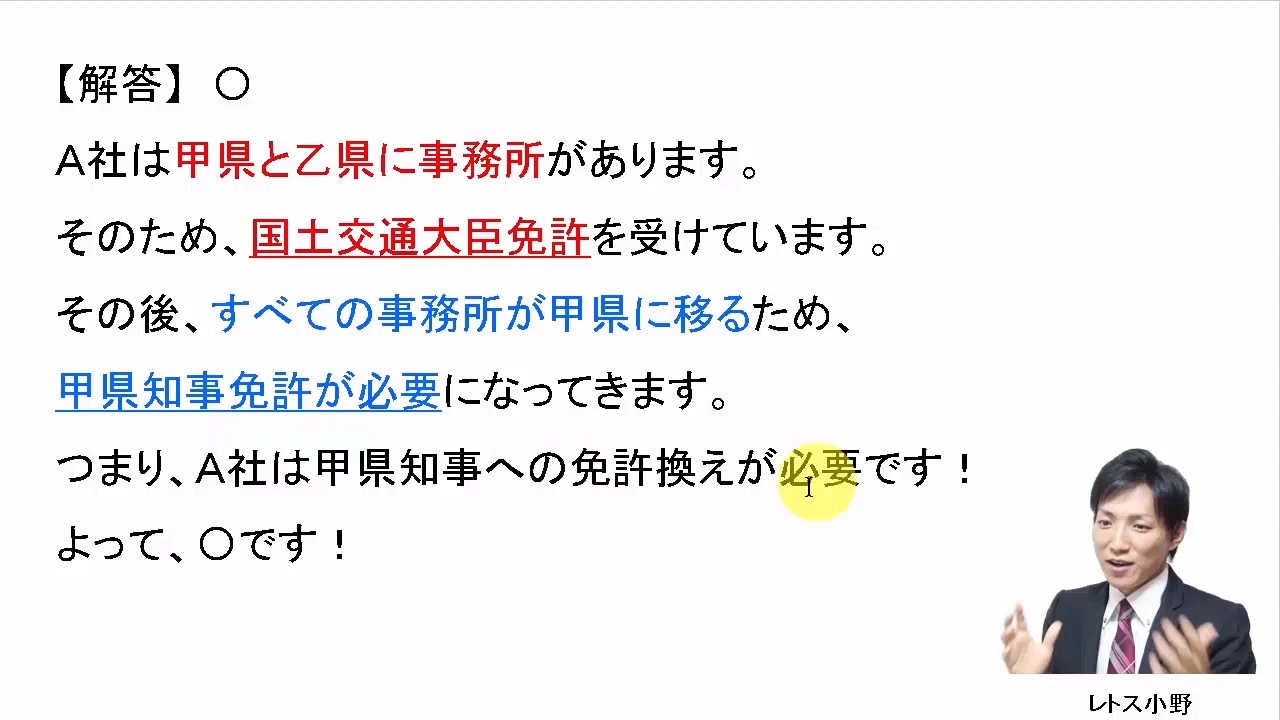 【解答】 ○
A社は甲県と乙県に事務所があります。
そのため、国土交通大臣免許を受けています。
その後、すべての事務所が甲県に移るため、
甲県知事免許が必要になってきます。
つまり、A社は甲県知事への免許換えが必要です！
よって、○です！
レトス小野